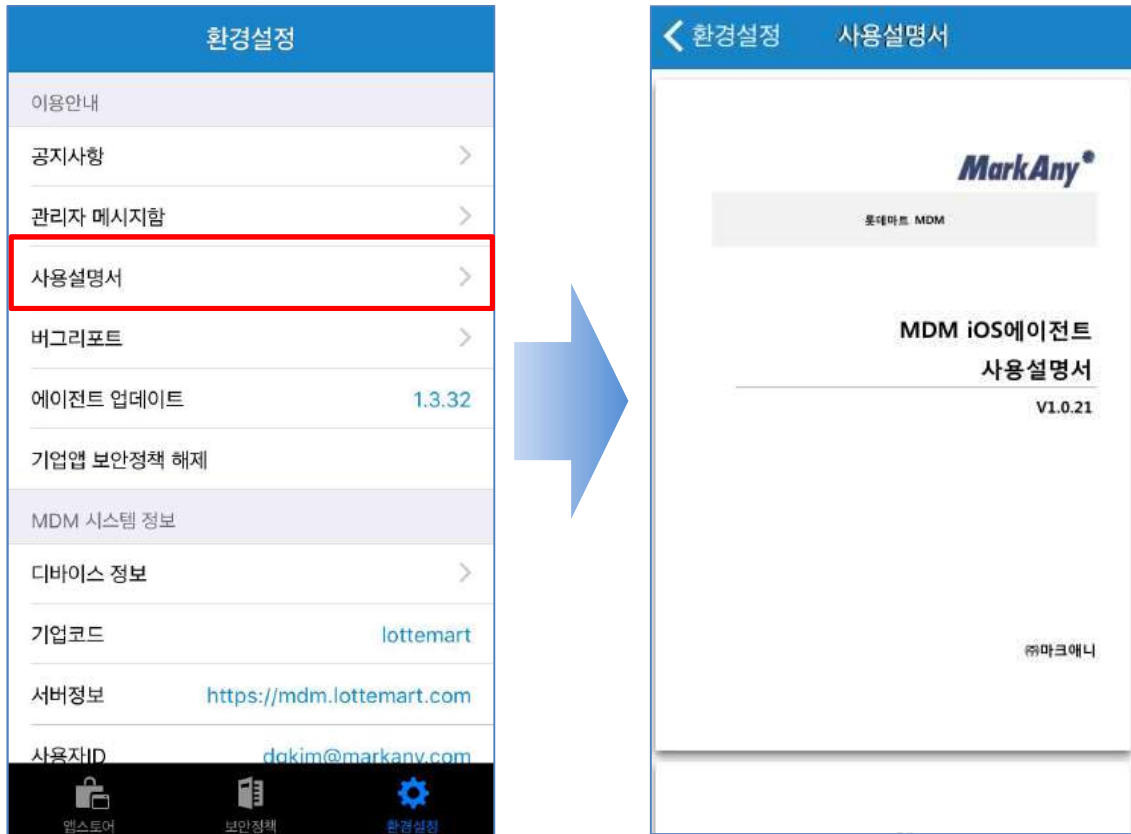 환경설정
이용안내
공지사항
관리자 메시지함
사용설명서
버그리포트
에이전트 업데이트 1.3.32
기업앱 보안정책 해제
MDM 시스템 정보
디바이스 정보
기업코드 lottemart
서버정보 https://mdm.lottemart.com
사용자ID dgkim@markany.com
앱스토어 보안정책 환경설정
환경설정 사용설명서
MarkAny
롯데마트 MDM
MDM iOS에이전트
사용설명서
V1.0.21
㈜마크애니